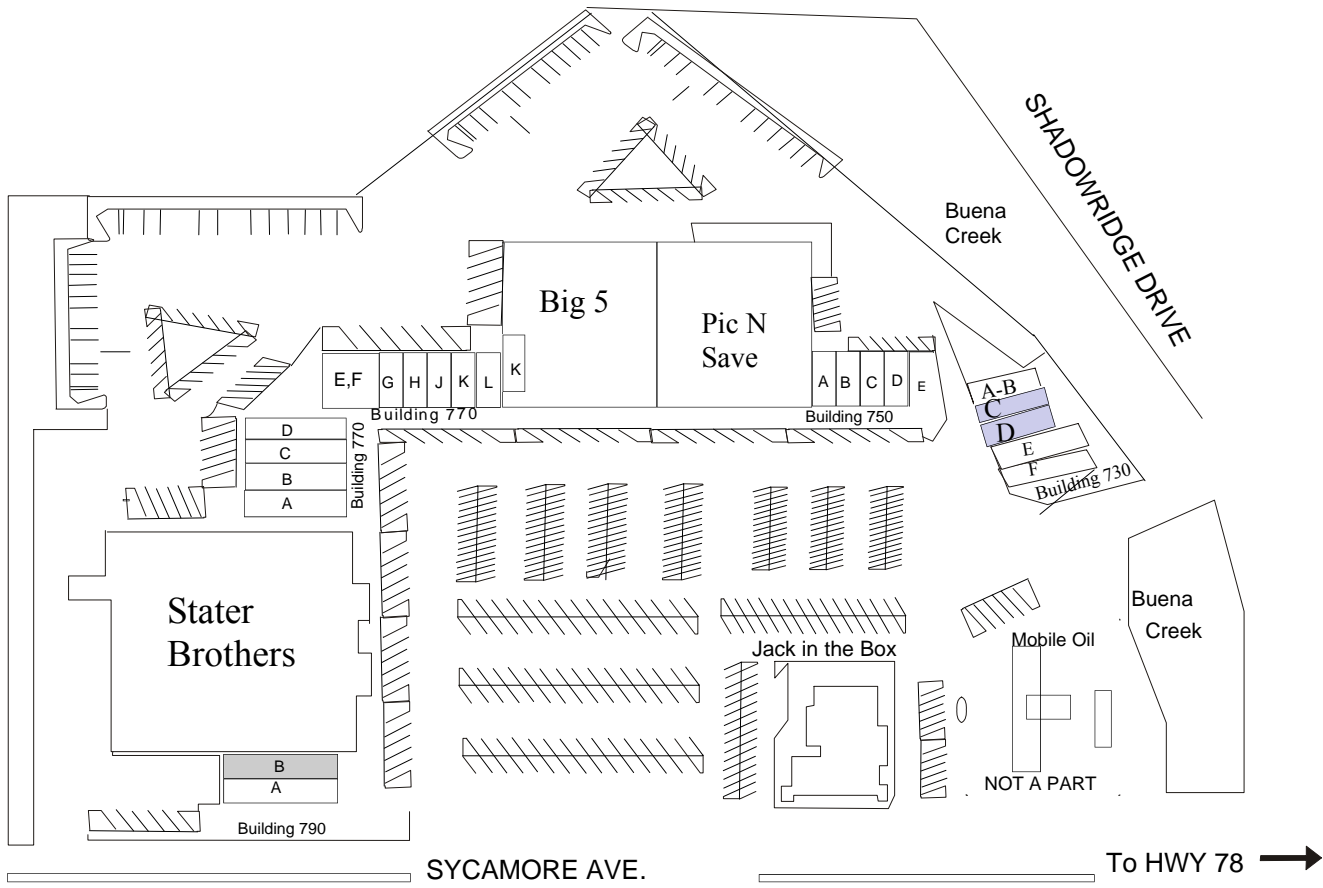 SHADOWRIDGE DRIVE
Buena
Creek
Big 5
Pic N
Save
E,F
G
H
J
K
L
K
A
B
C
D
E
Building 770
Building 750
A-B
C
D
E
F
Building 730
D
C
B
A
Building 770
Stater
Brothers
Buena
Creek
Mobile Oil
Jack in the Box
NOT A PART
B
A
Building 790
SYCAMORE AVE.
To HWY 78